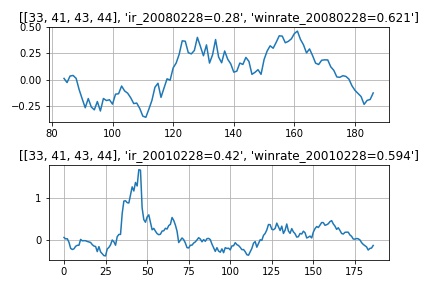 [[33, 41, 43, 44], 'ir_20080228=0.28', 'winrate_20080228=0.621']
0.50
0.25
0.00
−0.25
80 100 120 140 160 180
[[33, 41, 43, 44], 'ir_20010228=0.42', 'winrate_20010228=0.594']
1
0
0 25 50 75 100 125 150 175